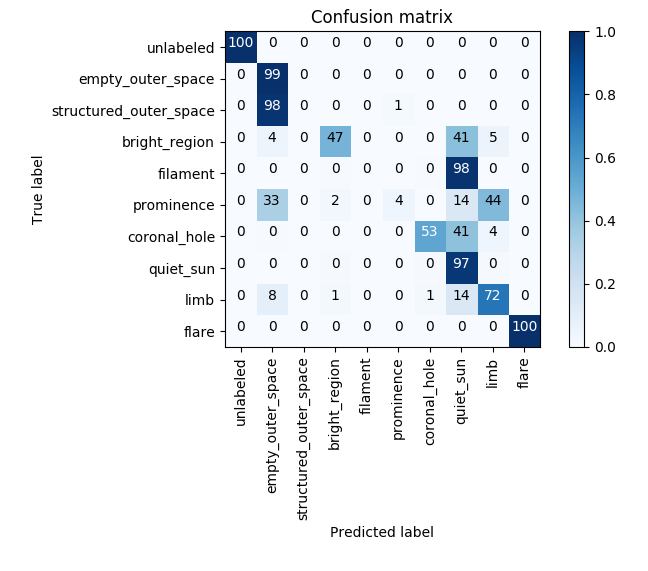 Confusion matrix
unlabeled 100 0 0 0 0 0 0 0 0 0
empty_outer_space 0 99 0 0 0 0 0 0 0 0
structured_outer_space 0 98 0 0 0 1 0 0 0 0
bright_region 0 4 0 47 0 0 0 41 5 0
filament 0 0 0 0 0 0 0 98 0 0
prominence 0 33 0 2 0 4 0 14 44 0
coronal_hole 0 0 0 0 0 0 53 41 4 0
quiet_sun 0 0 0 0 0 0 0 97 0 0
limb 0 8 0 1 0 0 1 14 72 0
flare 0 0 0 0 0 0 0 0 0 100
True label
unlabeled
empty_outer_space
structured_outer_space
bright_region
filament
prominence
coronal_hole
quiet_sun
limb
flare
Predicted label
1.0
0.8
0.6
0.4
0.2
0.0